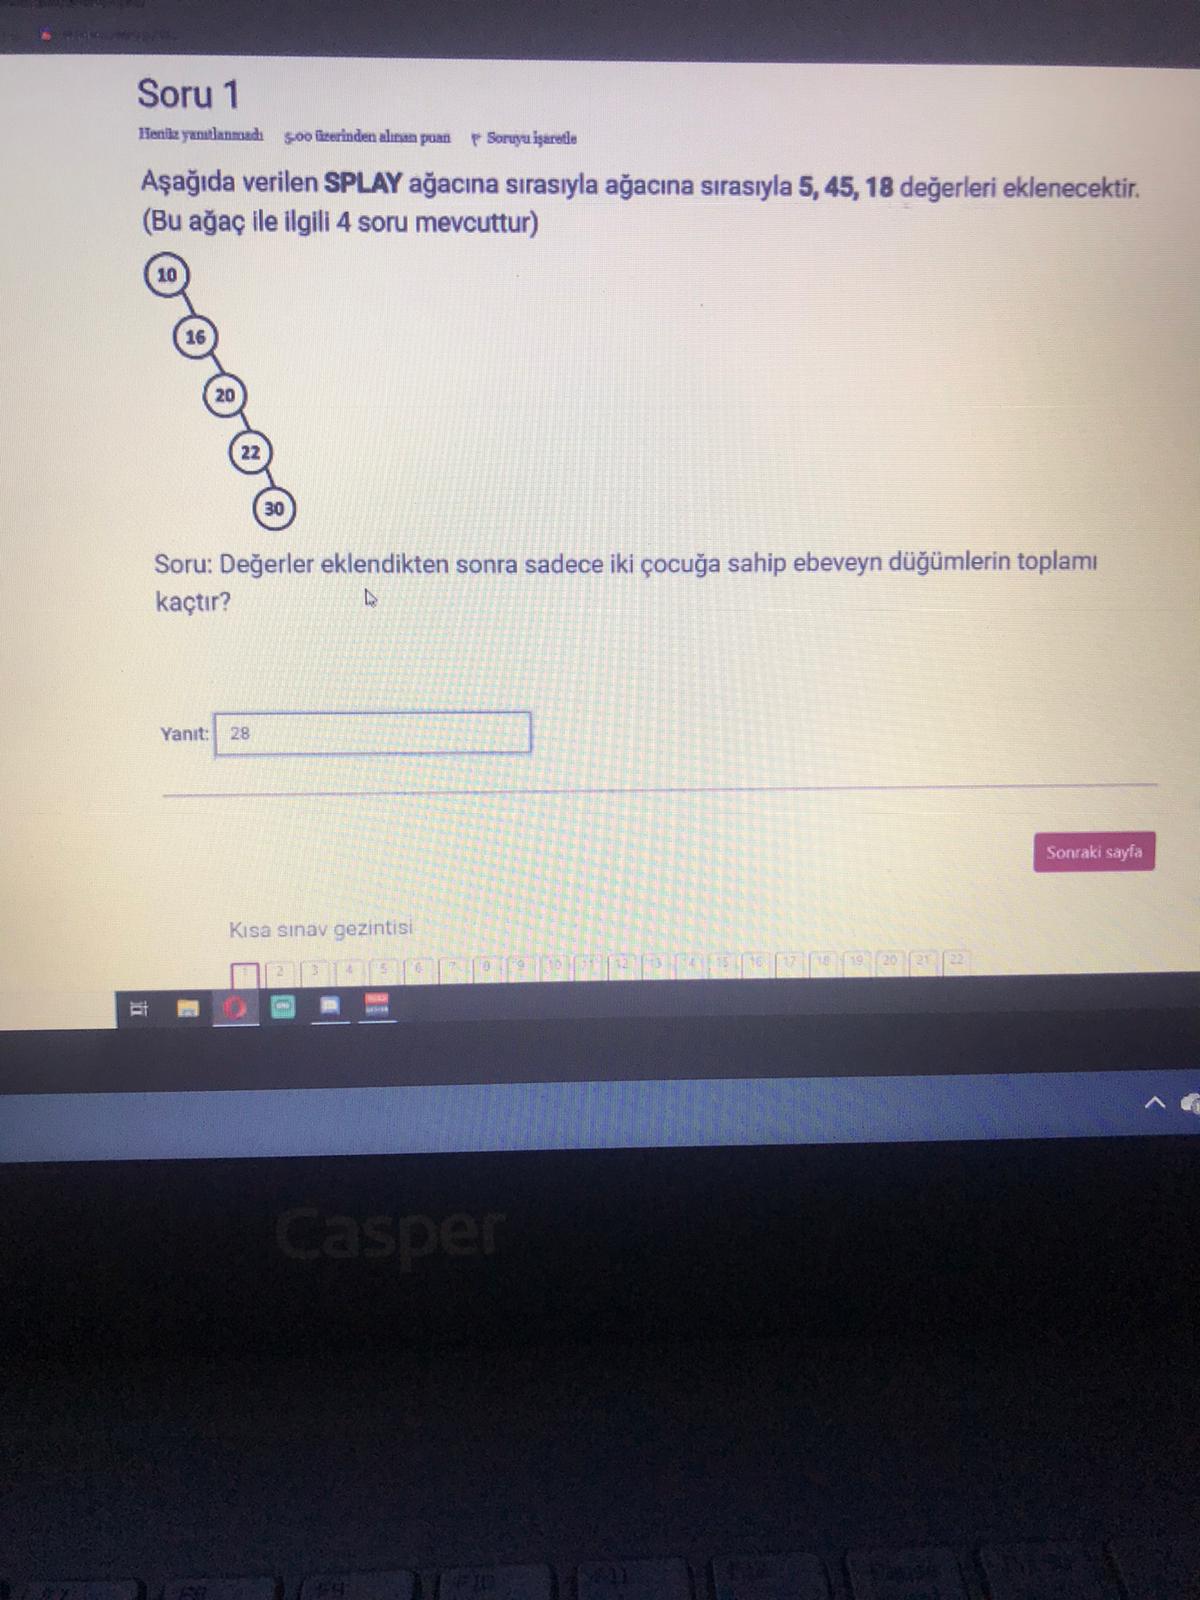 Soru 1
Henüz yanıtlanmadı 5,00 üzerinden alınan puan Soruyu işaretle
Aşağıda verilen SPLAY ağacına sırasıyla ağacına sırasıyla 5, 45, 18 değerleri eklenecektir.
(Bu ağaç ile ilgili 4 soru mevcuttur)
10
16
20
22
30
Soru: Değerler eklendikten sonra sadece iki çocuğa sahip ebeveyn düğümlerin toplamı
kaçtır?
Yanıt: 28
Sonraki sayfa
Kısa sınav gezintisi
1 2 3 4 5 6 7 8 9 10 11 12 13 14 15 16 17 18 19 20 21 22
Casper